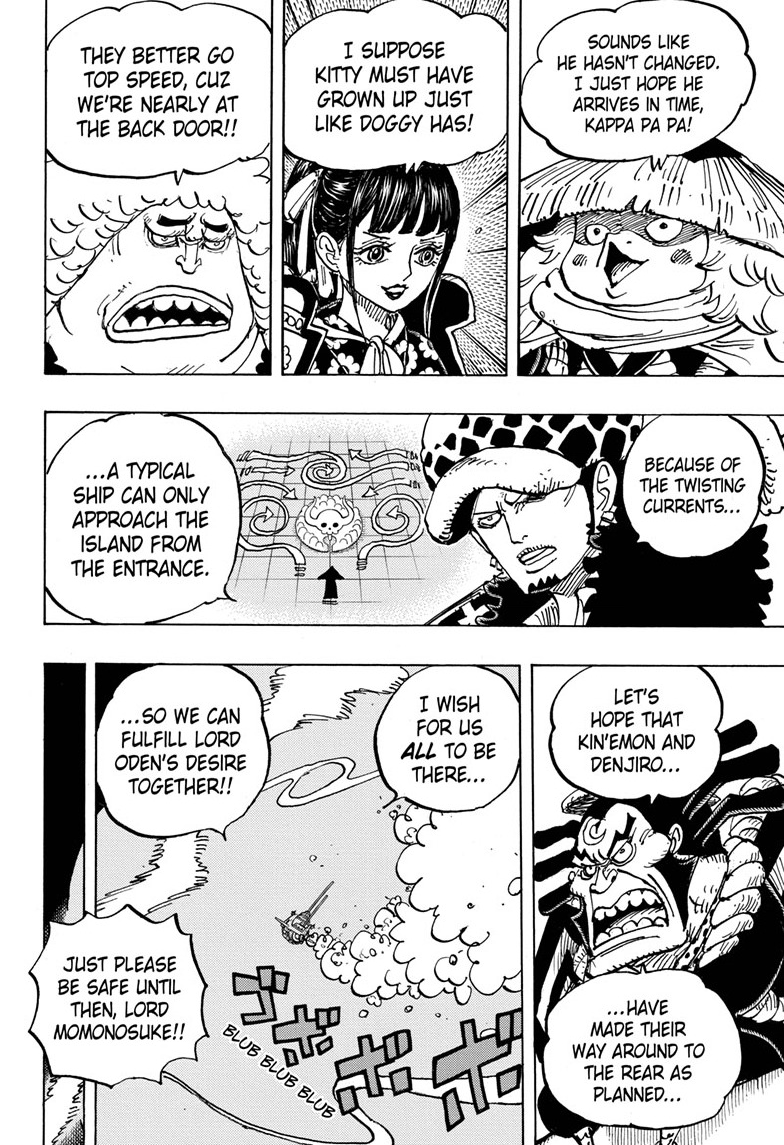 SOUNDS LIKE
HE HASN'T CHANGED.
I JUST HOPE HE
ARRIVES IN TIME,
KAPPA PA PA!
I SUPPOSE
KITTY MUST HAVE
GROWN UP JUST
LIKE DOGGY HAS!
THEY BETTER GO
TOP SPEED, CUZ
WE'RE NEARLY AT
THE BACK DOOR!!
BECAUSE OF
THE TWISTING
CURRENTS...
...A TYPICAL
SHIP CAN ONLY
APPROACH THE
ISLAND FROM
THE ENTRANCE.
LET'S
HOPE THAT
KIN'EMON AND
DENJIRO...
...HAVE
MADE THEIR
WAY AROUND TO
THE REAR AS
PLANNED...
I WISH
FOR US
ALL TO BE
THERE...
...SO WE CAN
FULFILL LORD
ODEN'S DESIRE
TOGETHER!!
JUST PLEASE
BE SAFE UNTIL
THEN, LORD
MOMONOSUKE!!
ゴボボボ
BLUB BLUB BLUB